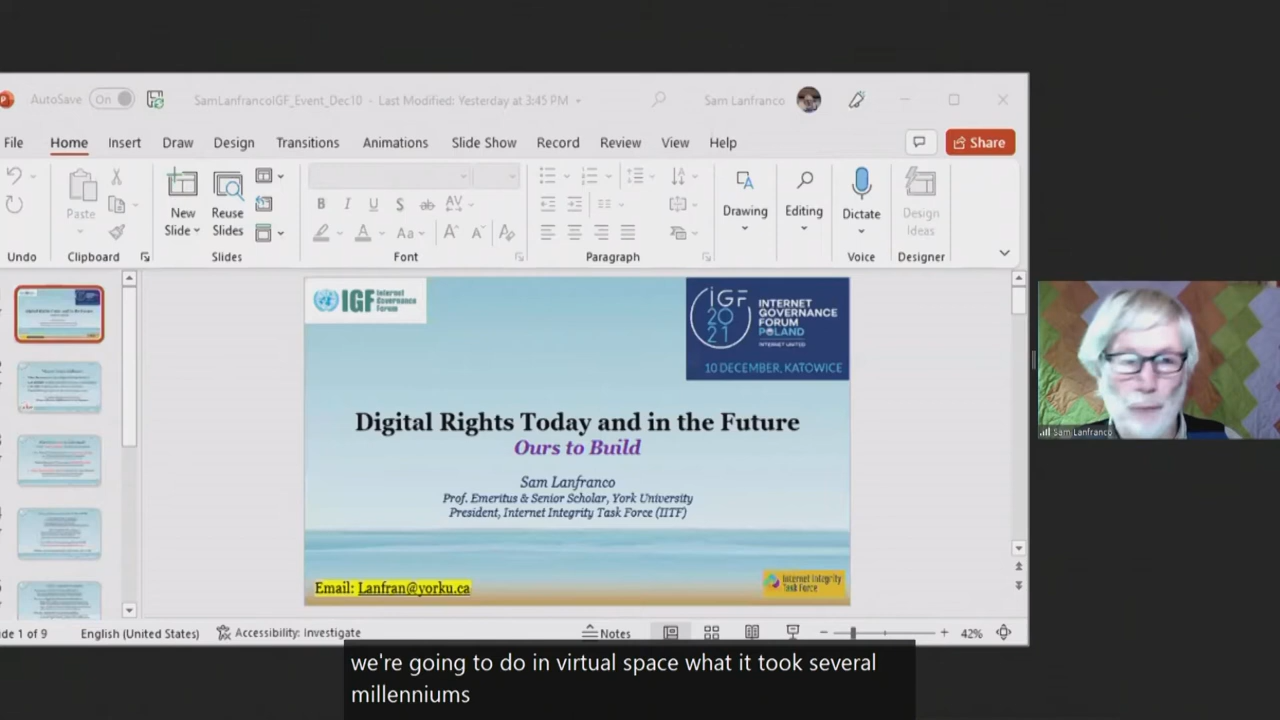 AutoSave On SamLanfrancoIGF_Event_Dec10 - Last Modified: Yesterday at 3:45 PM Sam Lanfranco
File Home Insert Draw Design Transitions Animations Slide Show Record Review View Help Share
Paste New Slide Reuse Slides Drawing Editing Dictate Design Ideas
Undo Clipboard Slides Font Paragraph Voice Designer
IGF Internet Governance Forum
IGF 2021 INTERNET GOVERNANCE FORUM POLAND
INTERNET UNITED
10 DECEMBER, KATOWICE
Digital Rights Today and in the Future
Ours to Build
Sam Lanfranco
Prof. Emeritus & Senior Scholar, York University
President, Internet Integrity Task Force (IITF)
Email: Lanfran@yorku.ca
Internet Integrity
Task Force
Sam Lanfranco
de 1 of 9 English (United States) Accessibility: Investigate Notes 42%
we're going to do in virtual space what it took several
millenniums